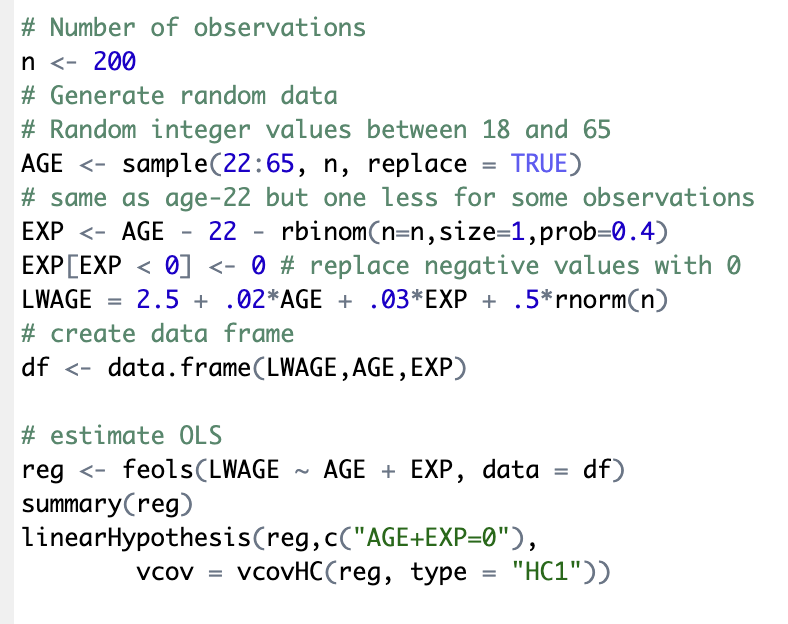 # Number of observations
n <- 200
# Generate random data
# Random integer values between 18 and 65
AGE <- sample(22:65, n, replace = TRUE)
# same as age-22 but one less for some observations
EXP <- AGE - 22 - rbinom(n=n,size=1,prob=0.4)
EXP[EXP < 0] <- 0 # replace negative values with 0
LWAGE = 2.5 + .02*AGE + .03*EXP + .5*rnorm(n)
# create data frame
df <- data.frame(LWAGE,AGE,EXP)

# estimate OLS
reg <- feols(LWAGE ~ AGE + EXP, data = df)
summary(reg)
linearHypothesis(reg,c("AGE+EXP=0"),
        vcov = vcovHC(reg, type = "HC1"))